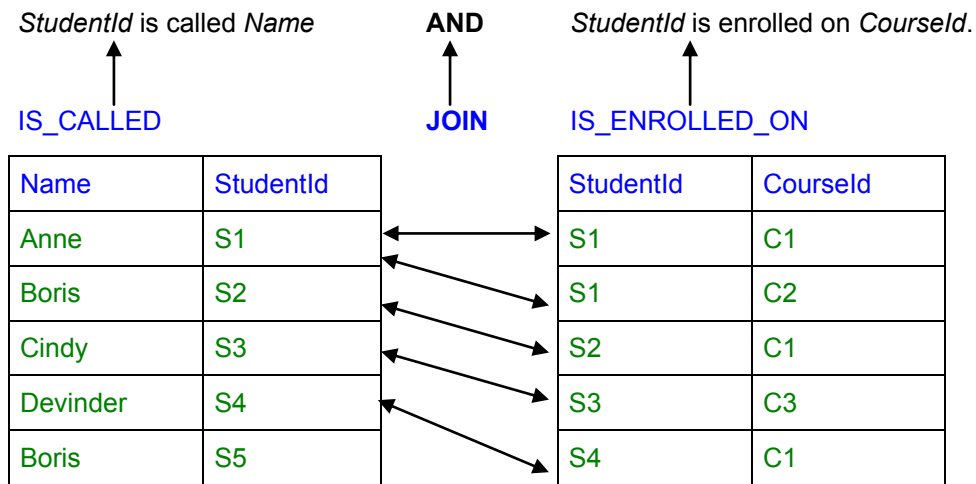 StudentId is called Name AND StudentId is enrolled on CourseId.
IS_CALLED JOIN IS_ENROLLED_ON
Name StudentId StudentId CourseId
Anne S1 S1 C1
Boris S2 S1 C2
Cindy S3 S2 C1
Devinder S4 S3 C3
Boris S5 S4 C1